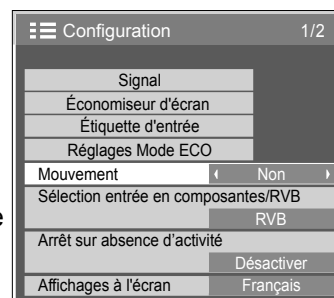 Configuration 1/2
Signal
Économiseur d'écran
Étiquette d'entrée
Réglages Mode ECO
Mouvement Non
Sélection entrée en composantes/RVB
RVB
Arrêt sur absence d'activité
Désactiver
Affichages à l'écran Français
e